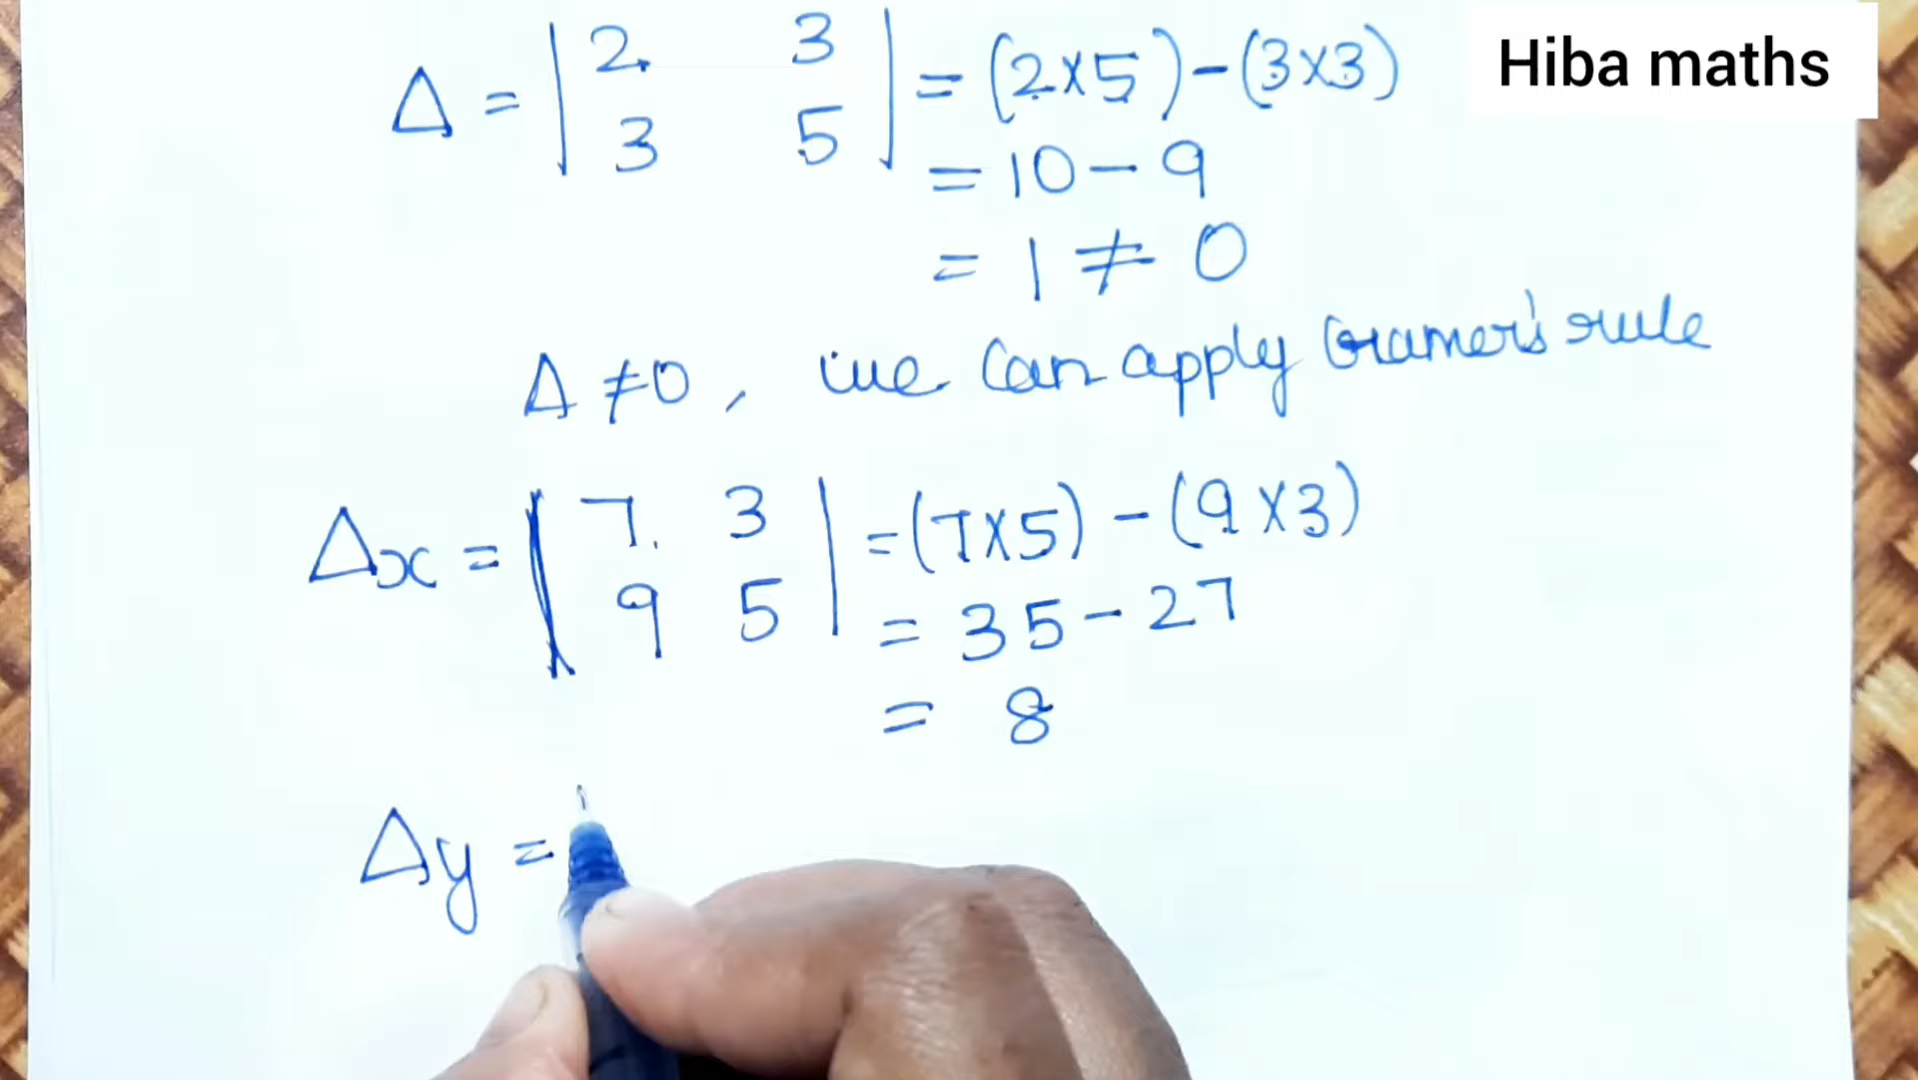 Hiba maths
Δ = | 2 3 | = (2×5) - (3×3)
3 5
= 10 - 9
= 1 ≠ 0
Δ ≠ 0, we can apply Cramer's rule
Δx = | 7 3 | = (7×5) - (9×3)
9 5
= 35 - 27
= 8
Δy =